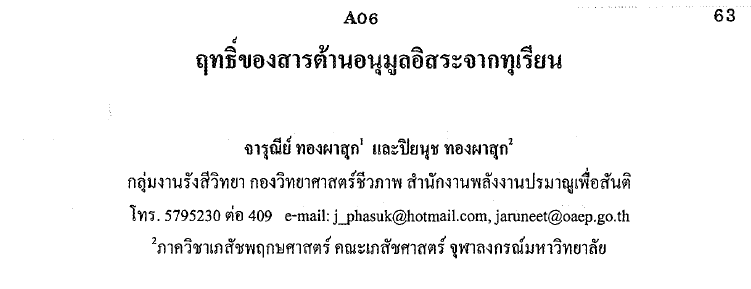 A06 63
ฤทธิ์ของสารต้านอนุมูลอิสระจากทุเรียน
จารุณีย์ ทองผาสุก¹ และปิยนุช ทองผาสุก²
กลุ่มงานรังสีวิทยา กองวิทยาศาสตร์ชีวภาพ สำนักงานพลังงานปรมาณูเพื่อสันติ
โทร. 5795230 ต่อ 409 e-mail: j_phasuk@hotmail.com, jaruneet@oaep.go.th
²ภาควิชาเภสัชพฤกษศาสตร์ คณะเภสัชศาสตร์ จุฬาลงกรณ์มหาวิทยาลัย